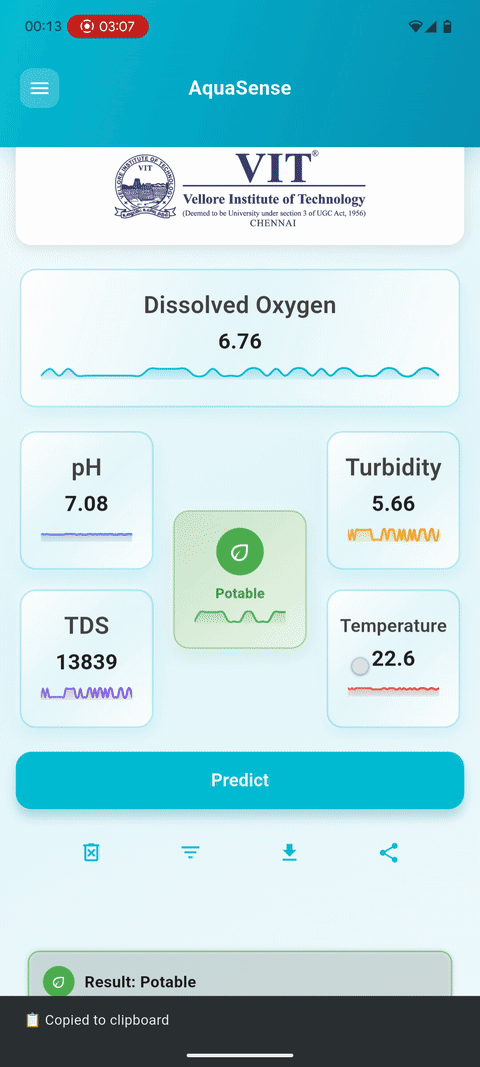 00:13 03:07
AquaSense
VIT®
Vellore Institute of Technology
(Deemed to be University under section 3 of UGC Act, 1956)
CHENNAI
VELLORE INSTITUTE OF TECHNOLOGY
VIT
Dissolved Oxygen
6.76
pH
7.08
Turbidity
5.66
Potable
TDS
13839
Temperature
22.6
Predict
Result: Potable
📋 Copied to clipboard